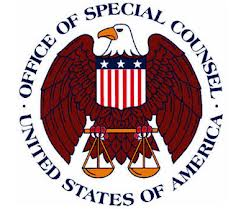 · OFFICE OF SPECIAL COUNSEL ·
UNITED STATES OF AMERICA